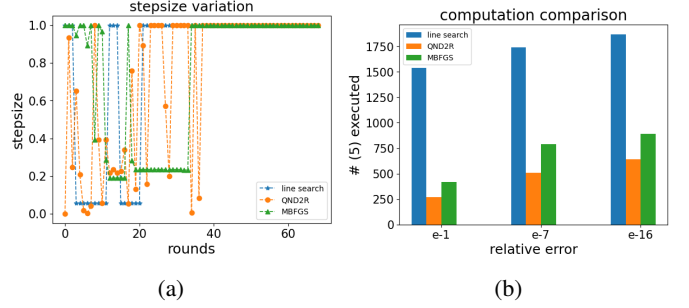 stepsize variation
1.0
0.8
0.6
0.4
0.2
0.0
stepsize
line search
QND2R
MBFGS
0 20 40 60
rounds
(a)
computation comparison
1750
1500
1250
1000
750
500
250
0
# (5) executed
line search
QND2R
MBFGS
e-1 e-7 e-16
relative error
(b)